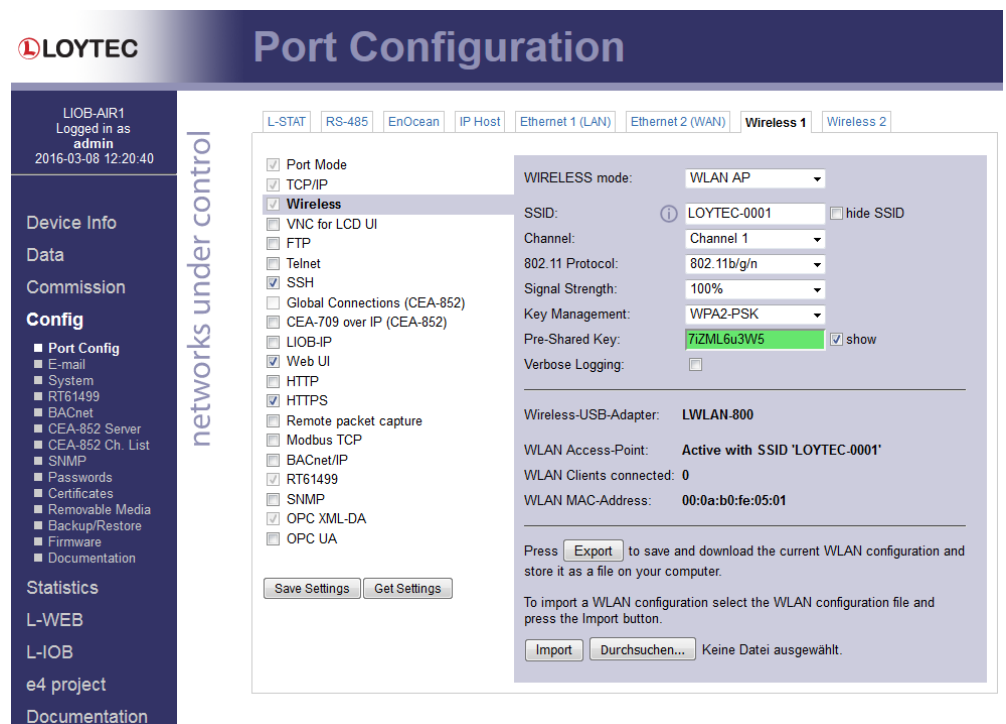 LOYTEC
Port Configuration
LIOB-AIR1
Logged in as
admin
2016-03-08 12:20:40
Device Info
Data
Commission
Config
Port Config
E-mail
System
RT61499
BACnet
CEA-852 Server
CEA-852 Ch. List
SNMP
Passwords
Certificates
Removable Media
Backup/Restore
Firmware
Documentation
Statistics
L-WEB
L-IOB
e4 project
Documentation
networks under control
L-STAT RS-485 EnOcean IP Host Ethernet 1 (LAN) Ethernet 2 (WAN) Wireless 1 Wireless 2
Port Mode
TCP/IP
Wireless
VNC for LCD UI
FTP
Telnet
SSH
Global Connections (CEA-852)
CEA-709 over IP (CEA-852)
LIOB-IP
Web UI
HTTP
HTTPS
Remote packet capture
Modbus TCP
BACnet/IP
RT61499
SNMP
OPC XML-DA
OPC UA
Save Settings Get Settings
WIRELESS mode: WLAN AP
SSID: LOYTEC-0001 hide SSID
Channel: Channel 1
802.11 Protocol: 802.11b/g/n
Signal Strength: 100%
Key Management: WPA2-PSK
Pre-Shared Key: 7iZML6u3W5 show
Verbose Logging:
Wireless-USB-Adapter: LWLAN-800
WLAN Access-Point: Active with SSID 'LOYTEC-0001'
WLAN Clients connected: 0
WLAN MAC-Address: 00:0a:b0:fe:05:01
Press Export to save and download the current WLAN configuration and
store it as a file on your computer.
To import a WLAN configuration select the WLAN configuration file and
press the Import button.
Import Durchsuchen... Keine Datei ausgewählt.